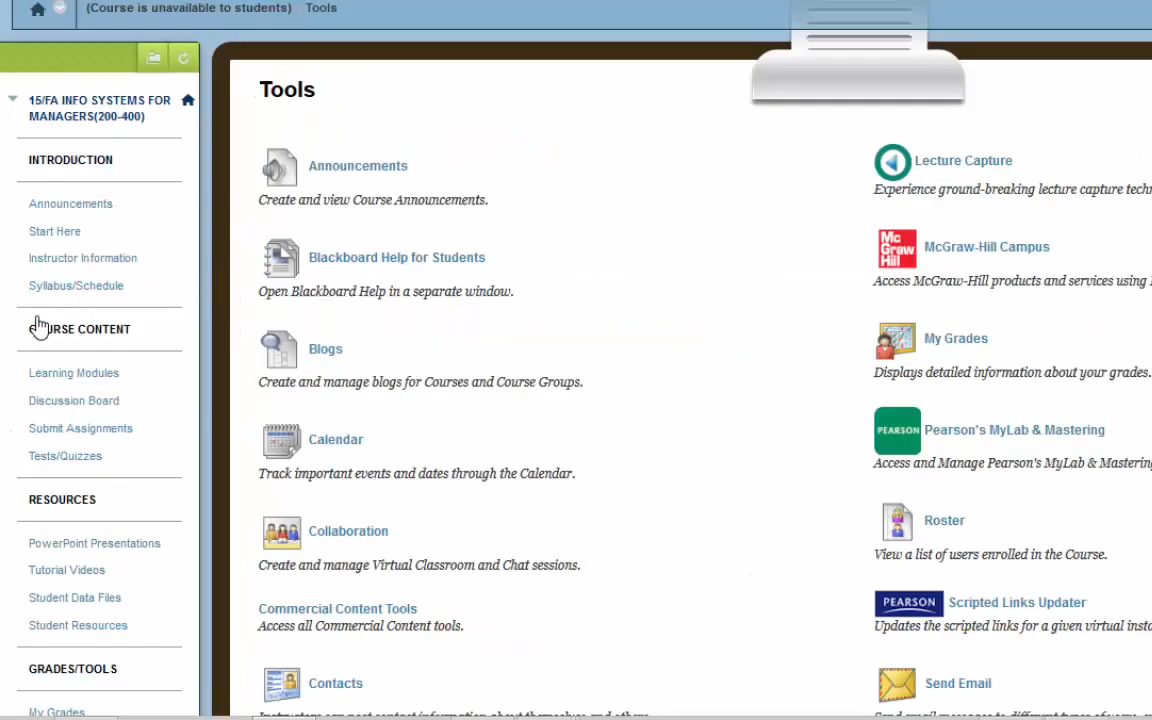 (Course is unavailable to students) Tools
15/FA INFO SYSTEMS FOR
MANAGERS(200-400)
INTRODUCTION
Announcements
Start Here
Instructor Information
Syllabus/Schedule
COURSE CONTENT
Learning Modules
Discussion Board
Submit Assignments
Tests/Quizzes
RESOURCES
PowerPoint Presentations
Tutorial Videos
Student Data Files
Student Resources
GRADES/TOOLS
My Grades
Tools
Announcements
Create and view Course Announcements.
Blackboard Help for Students
Open Blackboard Help in a separate window.
Blogs
Create and manage blogs for Courses and Course Groups.
Calendar
Track important events and dates through the Calendar.
Collaboration
Create and manage Virtual Classroom and Chat sessions.
Commercial Content Tools
Access all Commercial Content tools.
Contacts
Lecture Capture
Experience ground-breaking lecture capture
Mc
Graw
Hill
McGraw-Hill Campus
Access McGraw-Hill products and services using
My Grades
Displays detailed information about your grades.
PEARSON
Pearson's MyLab & Mastering
Access and Manage Pearson's MyLab & Mastering
Roster
View a list of users enrolled in the Course.
PEARSON
Scripted Links Updater
Updates the scripted links for a given virtual
Send Email